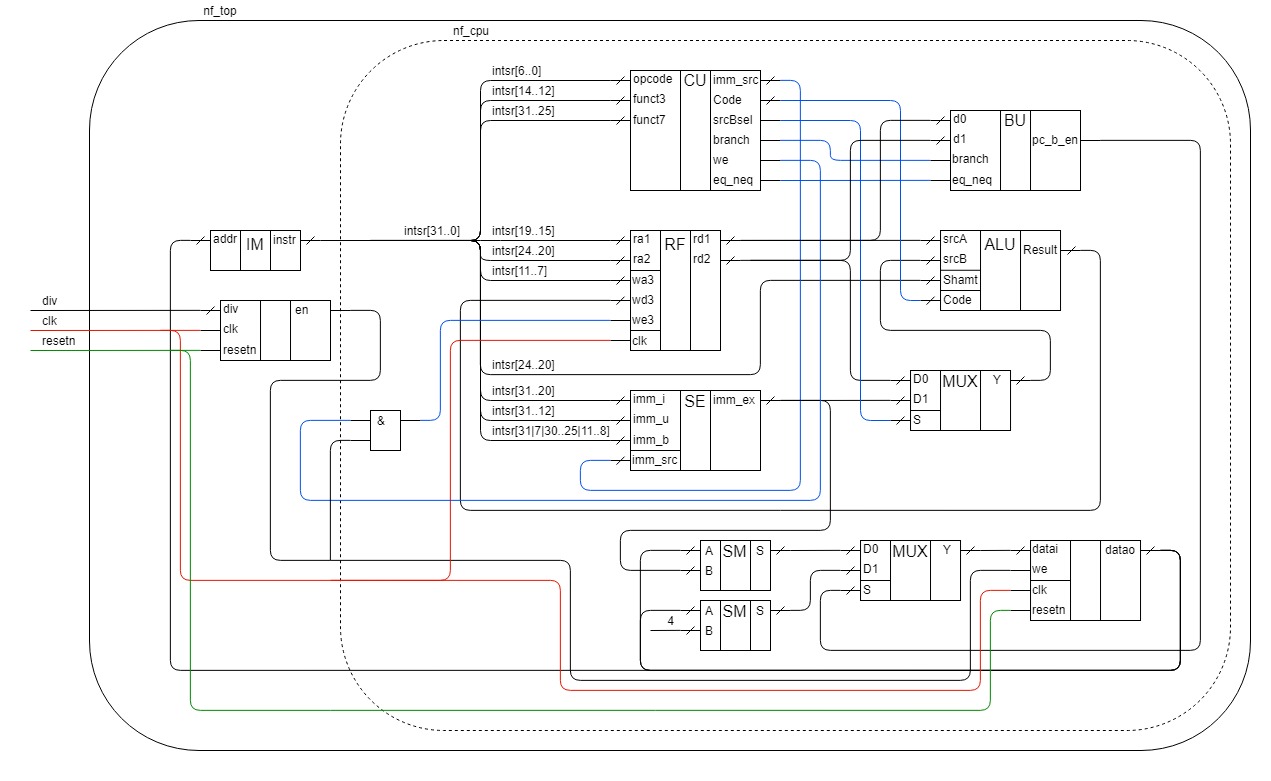 nf_top
nf_cpu
intsr[6..0]
intsr[14..12]
intsr[31..25]
opcode
funct3
funct7
CU
imm_src
Code
srcBsel
branch
we
eq_neq
d0
d1
branch
eq_neq
BU
pc_b_en
addr
IM
instr
intsr[31..0]
intsr[19..15]
intsr[24..20]
intsr[11..7]
ra1
ra2
wa3
wd3
we3
clk
RF
rd1
rd2
srcA
srcB
Shamt
Code
ALU
Result
div
clk
resetn
div
clk
resetn
en
intsr[24..20]
intsr[31..20]
intsr[31..12]
intsr[31|7|30..25|11..8]
imm_i
imm_u
imm_b
imm_src
SE
imm_ex
D0
D1
S
MUX
Y
&
A
B
SM
S
4
A
B
SM
S
D0
D1
S
MUX
Y
datai
we
clk
resetn
datao